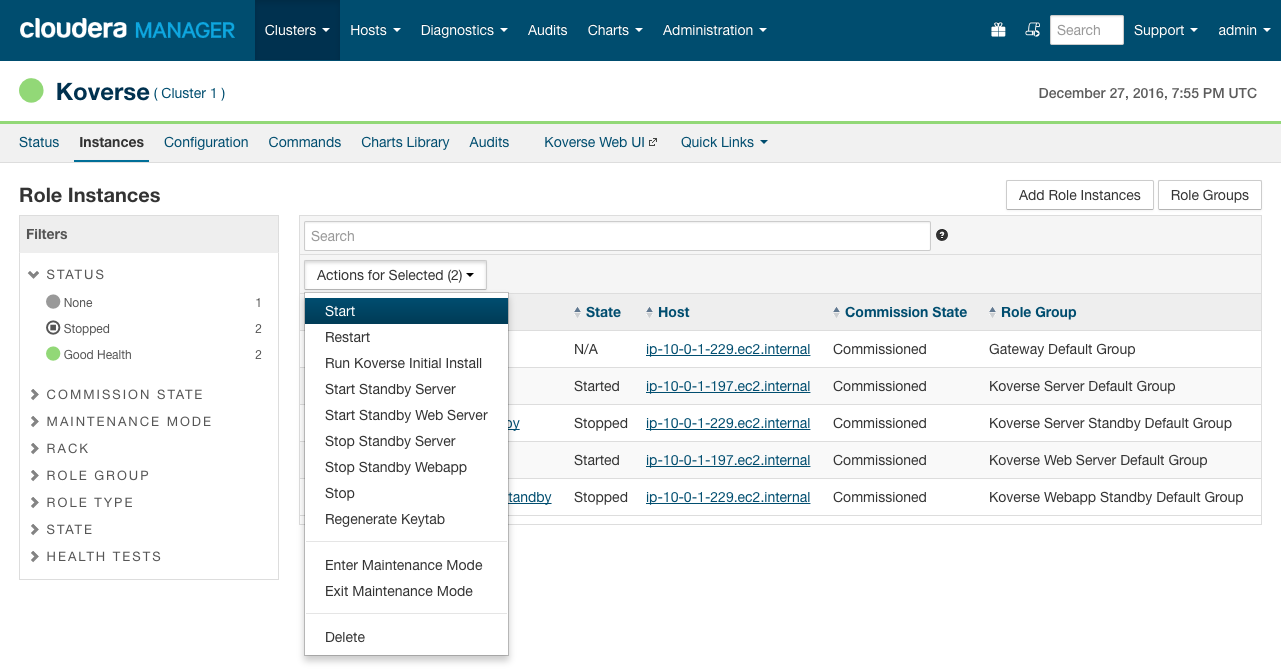 cloudera MANAGER Clusters Hosts Diagnostics Audits Charts Administration Search Support admin
Koverse ( Cluster 1 ) December 27, 2016, 7:55 PM UTC
Status Instances Configuration Commands Charts Library Audits Koverse Web UI Quick Links
Role Instances Add Role Instances Role Groups
Filters
STATUS
None 1
Stopped 2
Good Health 2
COMMISSION STATE
MAINTENANCE MODE
RACK
ROLE GROUP
ROLE TYPE
STATE
HEALTH TESTS
Search ?
Actions for Selected (2)
Start
Restart
Run Koverse Initial Install
Start Standby Server
Start Standby Web Server
Stop Standby Server
Stop Standby Webapp
Stop
Regenerate Keytab
Enter Maintenance Mode
Exit Maintenance Mode
Delete
State Host Commission State Role Group
N/A ip-10-0-1-229.ec2.internal Commissioned Gateway Default Group
Started ip-10-0-1-197.ec2.internal Commissioned Koverse Server Default Group
by Stopped ip-10-0-1-229.ec2.internal Commissioned Koverse Server Standby Default Group
Started ip-10-0-1-197.ec2.internal Commissioned Koverse Web Server Default Group
tandby Stopped ip-10-0-1-229.ec2.internal Commissioned Koverse Webapp Standby Default Group